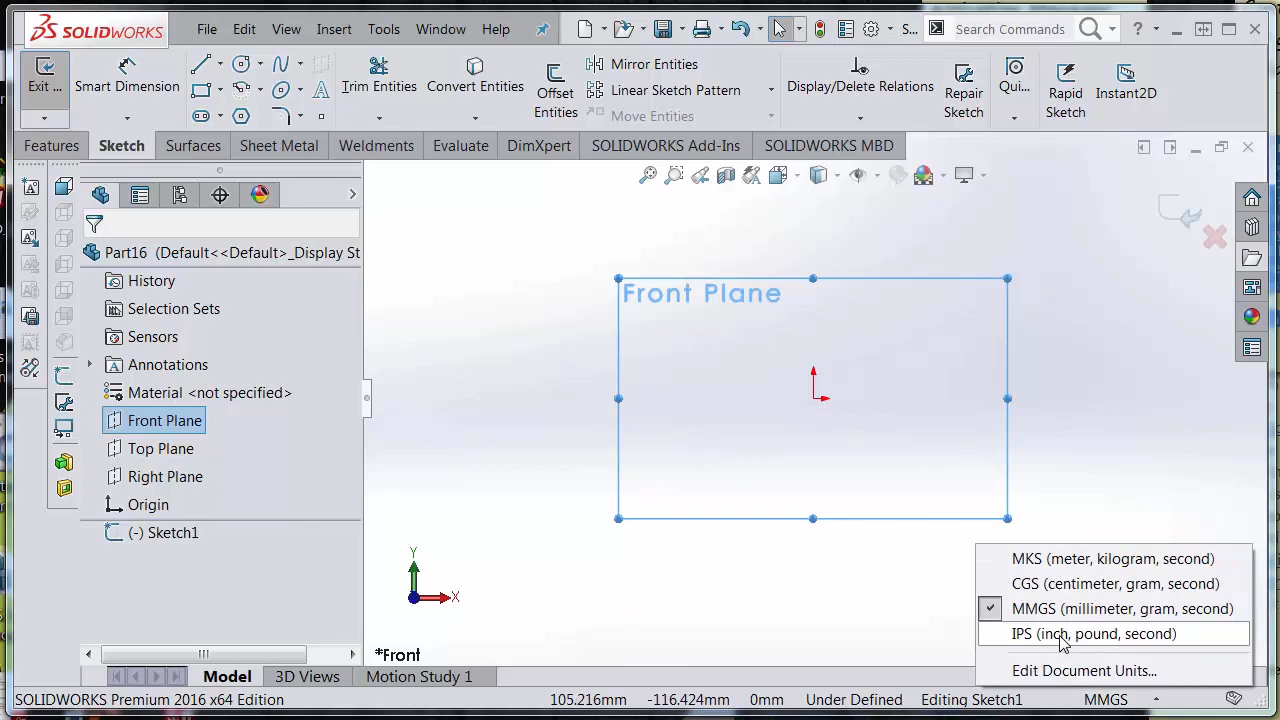 SOLIDWORKS
File Edit View Insert Tools Window Help
S...
Search Commands
?
Exit ...
Smart Dimension
Trim Entities
Convert Entities
Offset Entities
Mirror Entities
Linear Sketch Pattern
Move Entities
Display/Delete Relations
Repair Sketch
Qui...
Rapid Sketch
Instant2D
Features Sketch Surfaces Sheet Metal Weldments Evaluate DimXpert SOLIDWORKS Add-Ins SOLIDWORKS MBD
Part16 (Default<<Default>_Display St
History
Selection Sets
Sensors
Annotations
Material <not specified>
Front Plane
Top Plane
Right Plane
Origin
(-) Sketch1
Front Plane
Y
X
*Front
MKS (meter, kilogram, second)
CGS (centimeter, gram, second)
MMGS (millimeter, gram, second)
IPS (inch, pound, second)
Edit Document Units...
Model 3D Views Motion Study 1
SOLIDWORKS Premium 2016 x64 Edition 105.216mm -116.424mm 0mm Under Defined Editing Sketch1 MMGS